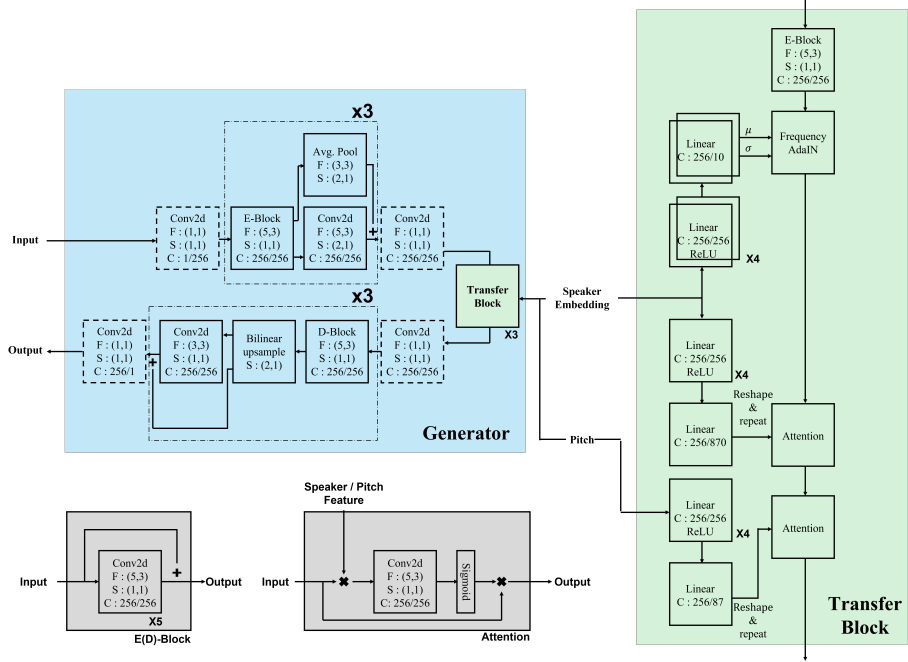 x3
Avg. Pool
F : (3,3)
S : (2,1)
Input
Conv2d
F : (1,1)
S : (1,1)
C : 1/256
E-Block
F : (5,3)
S : (1,1)
C : 256/256
Conv2d
F : (5,3)
S : (2,1)
C : 256/256
+
Conv2d
F : (1,1)
S : (1,1)
C : 256/256
Transfer
Block
X3
x3
Output
Conv2d
F : (1,1)
S : (1,1)
C : 256/1
+
Conv2d
F : (3,3)
S : (1,1)
C : 256/256
Bilinear
upsample
S : (2,1)
D-Block
F : (5,3)
S : (1,1)
C : 256/256
Conv2d
F : (1,1)
S : (1,1)
C : 256/256
Generator
Speaker
Embedding
Pitch
E-Block
F : (5,3)
S : (1,1)
C : 256/256
Linear
C : 256/10
μ
σ
Frequency
AdaIN
Linear
C : 256/256
ReLU
X4
Linear
C : 256/256
ReLU
X4
Linear
C : 256/870
Reshape
&
repeat
Attention
Linear
C : 256/256
ReLU
X4
Attention
Linear
C : 256/87
Reshape
&
repeat
Transfer
Block
Input
Conv2d
F : (5,3)
S : (1,1)
C : 256/256
X5
+
Output
E(D)-Block
Speaker / Pitch
Feature
Input
Conv2d
F : (5,3)
S : (1,1)
C : 256/256
Sigmoid
Output
Attention